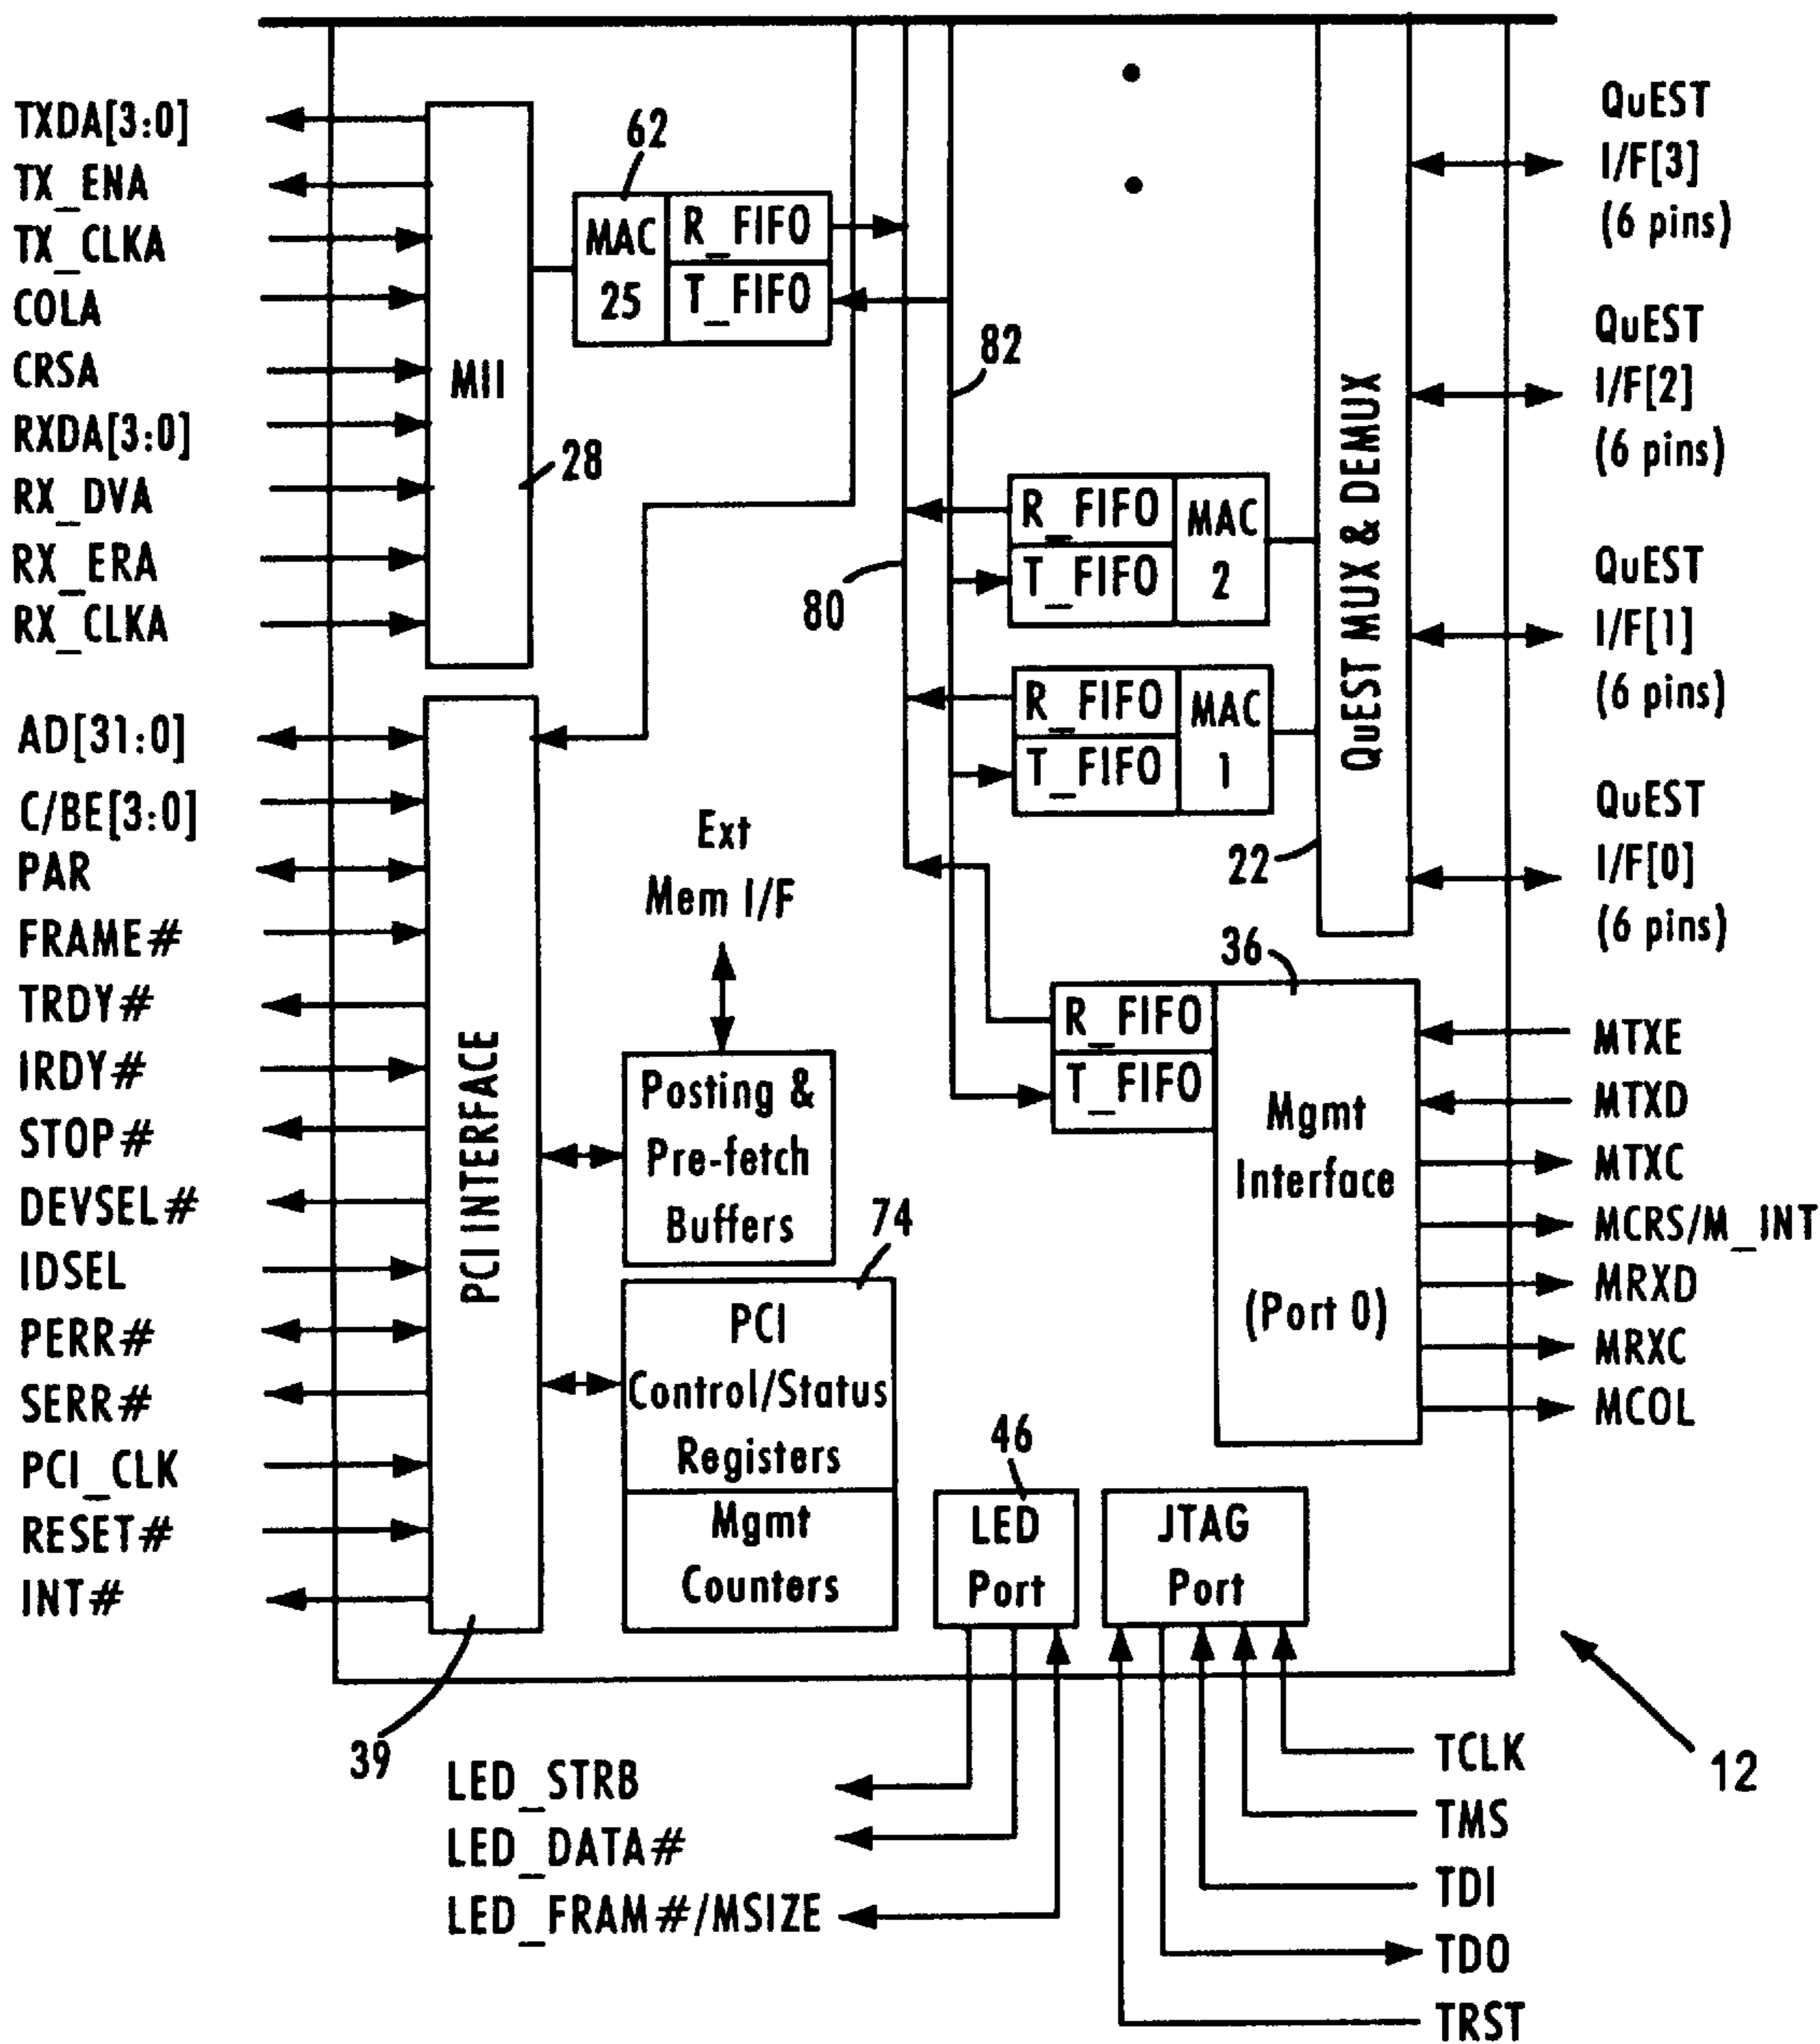 TXDA[3:0]
TX_ENA
TX_CLKA
COLA
CRSA
RXDA[3:0]
RX_DVA
RX_ERA
RX_CLKA
MII
28
62
MAC
25
R_FIFO
T_FIFO
82
80
R_FIFO
T_FIFO
MAC
2
R_FIFO
T_FIFO
MAC
1
QuEST MUX & DEMUX
22
QuEST
I/F[3]
(6 pins)
QuEST
I/F[2]
(6 pins)
QuEST
I/F[1]
(6 pins)
QuEST
I/F[0]
(6 pins)
AD[31:0]
C/BE[3:0]
PAR
FRAME#
TRDY#
IRDY#
STOP#
DEVSEL#
IDSEL
PERR#
SERR#
PCI_CLK
RESET#
INT#
PCI INTERFACE
39
Ext
Mem I/F
Posting &
Pre-fetch
Buffers
74
PCI
Control/Status
Registers
Mgmt
Counters
36
R_FIFO
T_FIFO
Mgmt
Interface
(Port 0)
MTXE
MTXD
MTXC
MCRS/M_INT
MRXD
MRXC
MCOL
46
LED
Port
JTAG
Port
LED_STRB
LED_DATA#
LED_FRAM#/MSIZE
TCLK
TMS
TDI
TDO
TRST
12